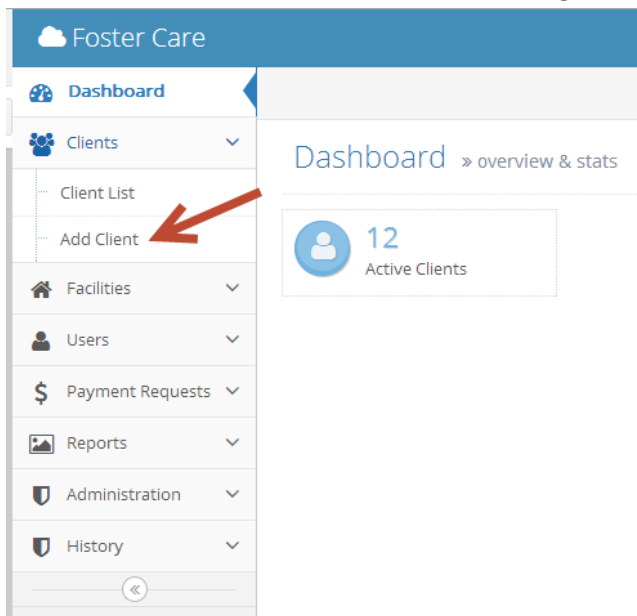 Foster Care
Dashboard
Clients
Client List
Add Client
Facilities
Users
$ Payment Requests
Reports
Administration
History
Dashboard » overview & stats
12
Active Clients